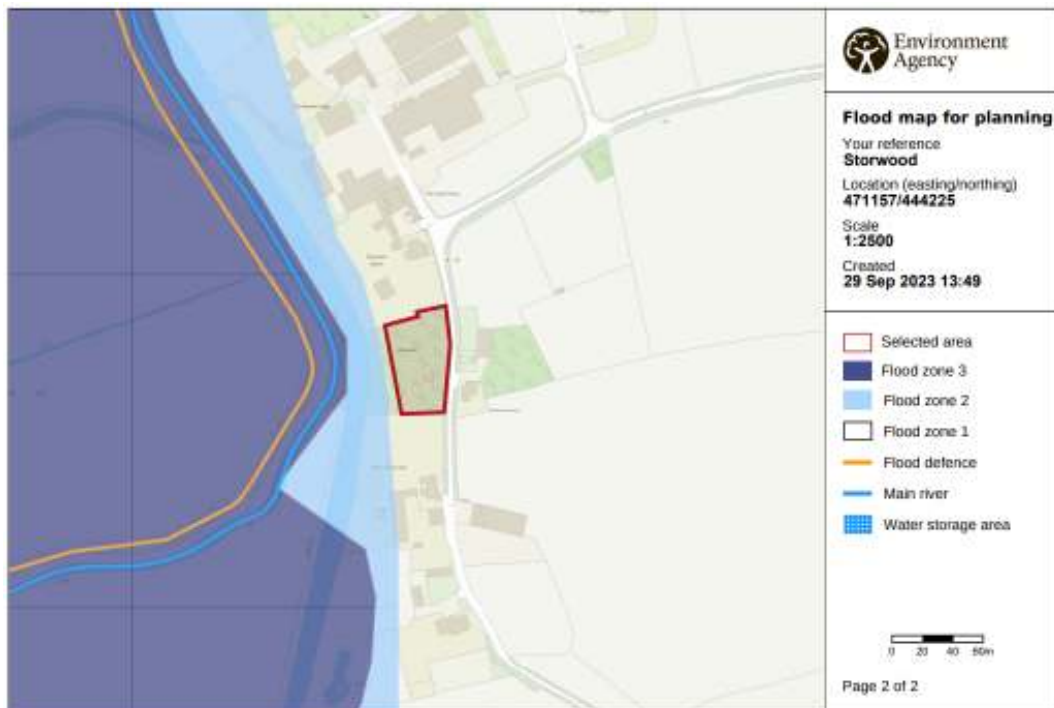 Environment
Agency
Flood map for planning
Your reference
Storwood
Location (easting/northing)
471157/444225
Scale
1:2500
Created
29 Sep 2023 13:49
Selected area
Flood zone 3
Flood zone 2
Flood zone 1
Flood defence
Main river
Water storage area
0 20 40 60m
Page 2 of 2